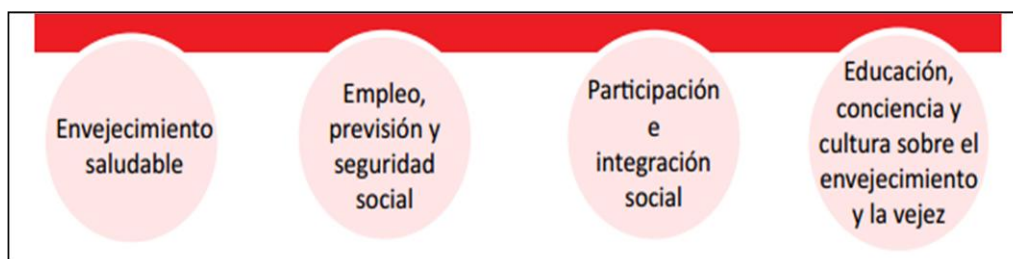 Envejecimiento
saludable
Empleo,
previsión y
seguridad
social
Participación
e
integración
social
Educación,
conciencia y
cultura sobre el
envejecimiento
y la vejez